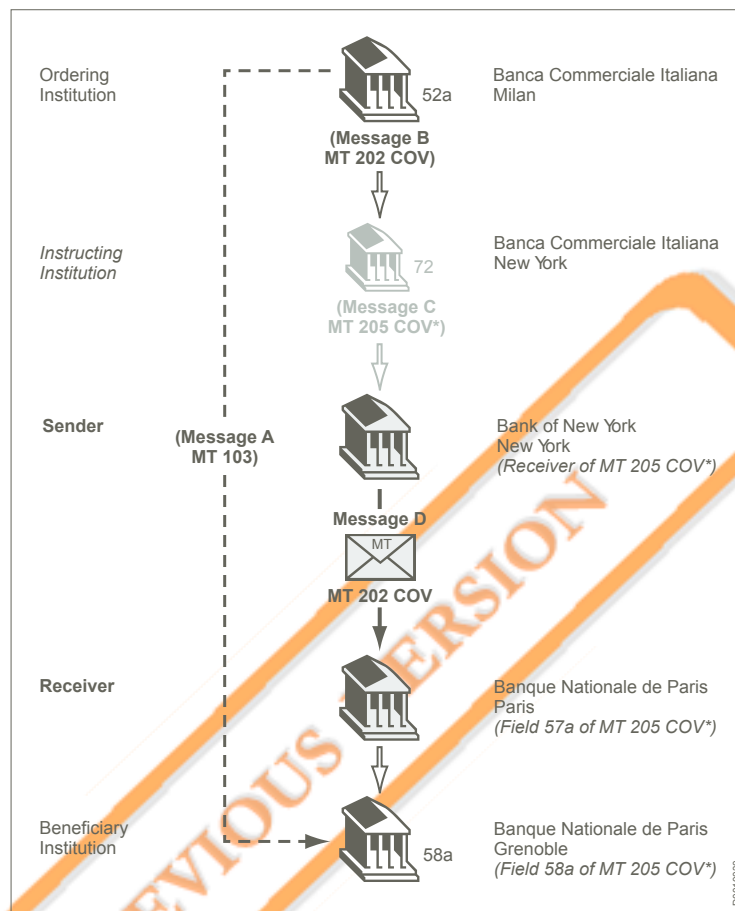 Ordering
Institution
52a
Banca Commerciale Italiana
Milan
(Message B
MT 202 COV)
Instructing
Institution
72
Banca Commerciale Italiana
New York
(Message C
MT 205 COV*)
Sender
(Message A
MT 103)
Bank of New York
New York
(Receiver of MT 205 COV*)
Message D
MT
MT 202 COV
Receiver
Banque Nationale de Paris
Paris
(Field 57a of MT 205 COV*)
Beneficiary
Institution
58a
Banque Nationale de Paris
Grenoble
(Field 58a of MT 205 COV*)